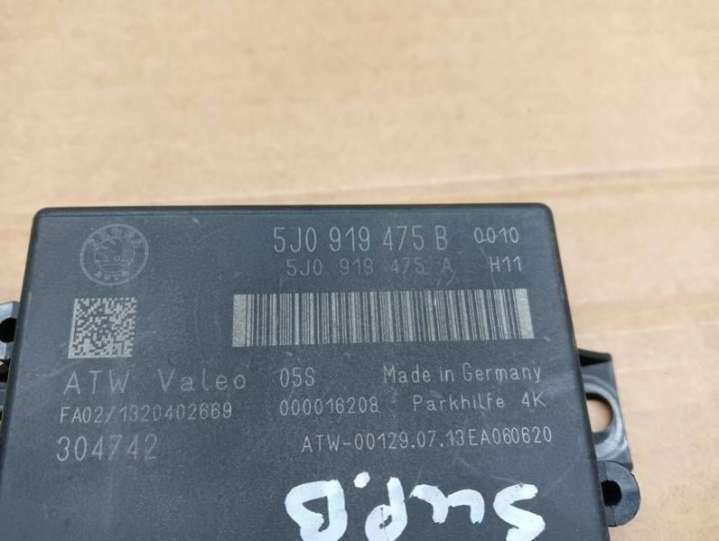 5J0 919 475 B 0010
5J0 919 475 A H11
ATW Valeo 05S Made in Germany
FA02/1320402669 000016208 Parkhilfe 4K
304742 ATW-00129.07.13EA060620
SUP.B